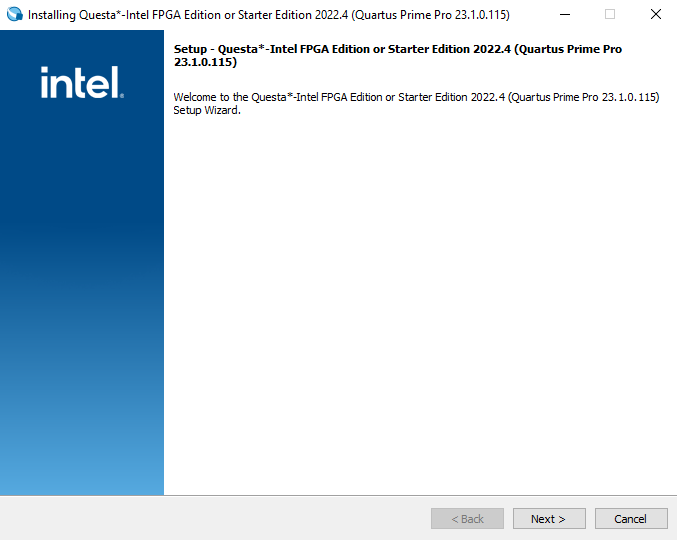 Installing Questa*-Intel FPGA Edition or Starter Edition 2022.4 (Quartus Prime Pro 23.1.0.115)
intel.
Setup - Questa*-Intel FPGA Edition or Starter Edition 2022.4 (Quartus Prime Pro
23.1.0.115)
Welcome to the Questa*-Intel FPGA Edition or Starter Edition 2022.4 (Quartus Prime Pro 23.1.0.115)
Setup Wizard.
< Back
Next >
Cancel